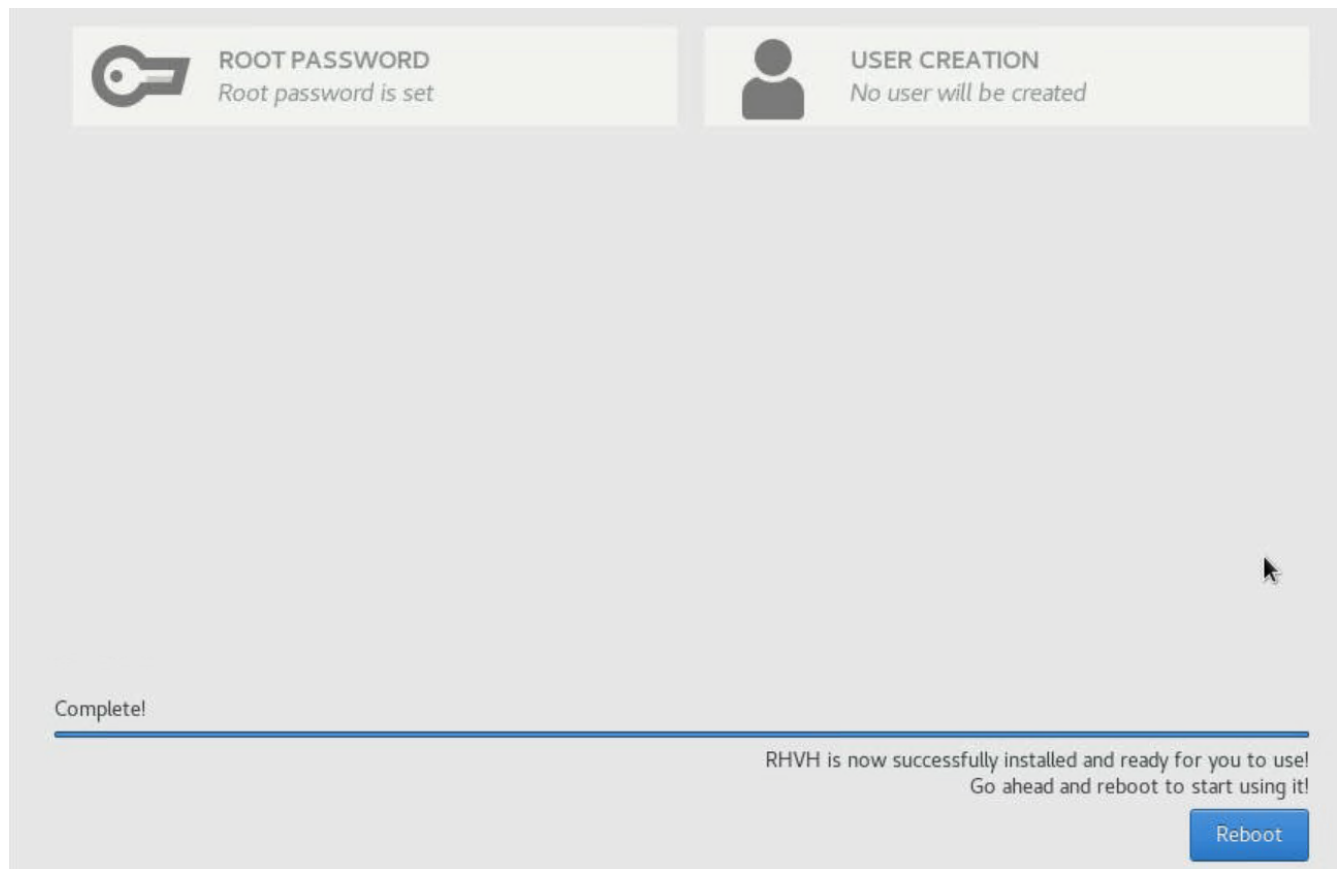 ROOT PASSWORD
Root password is set
USER CREATION
No user will be created
Complete!
RHVH is now successfully installed and ready for you to use!
Go ahead and reboot to start using it!
Reboot